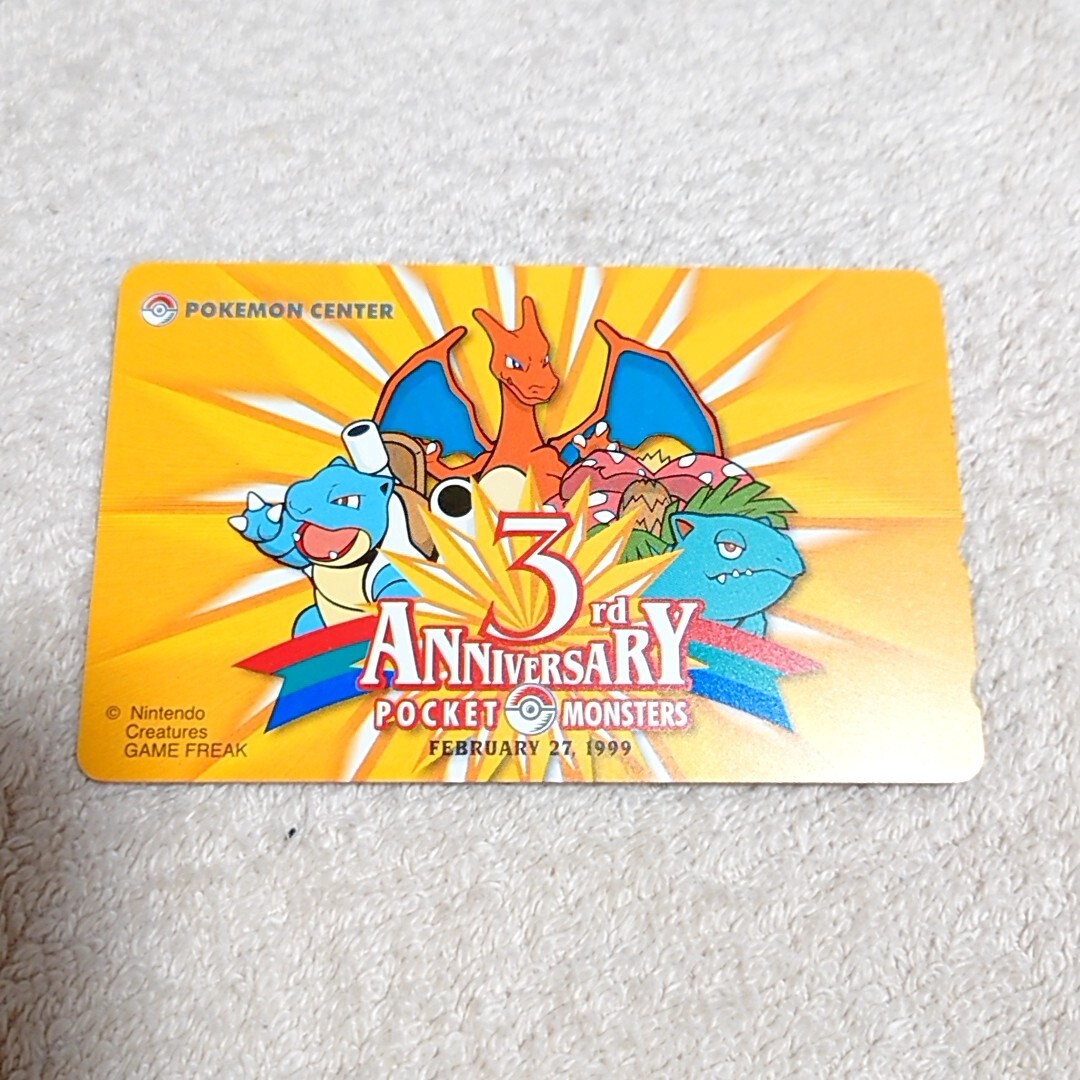 POKEMON CENTER
3rd
ANNIVERSARY
POCKET MONSTERS
FEBRUARY 27, 1999
© Nintendo
Creatures
GAME FREAK